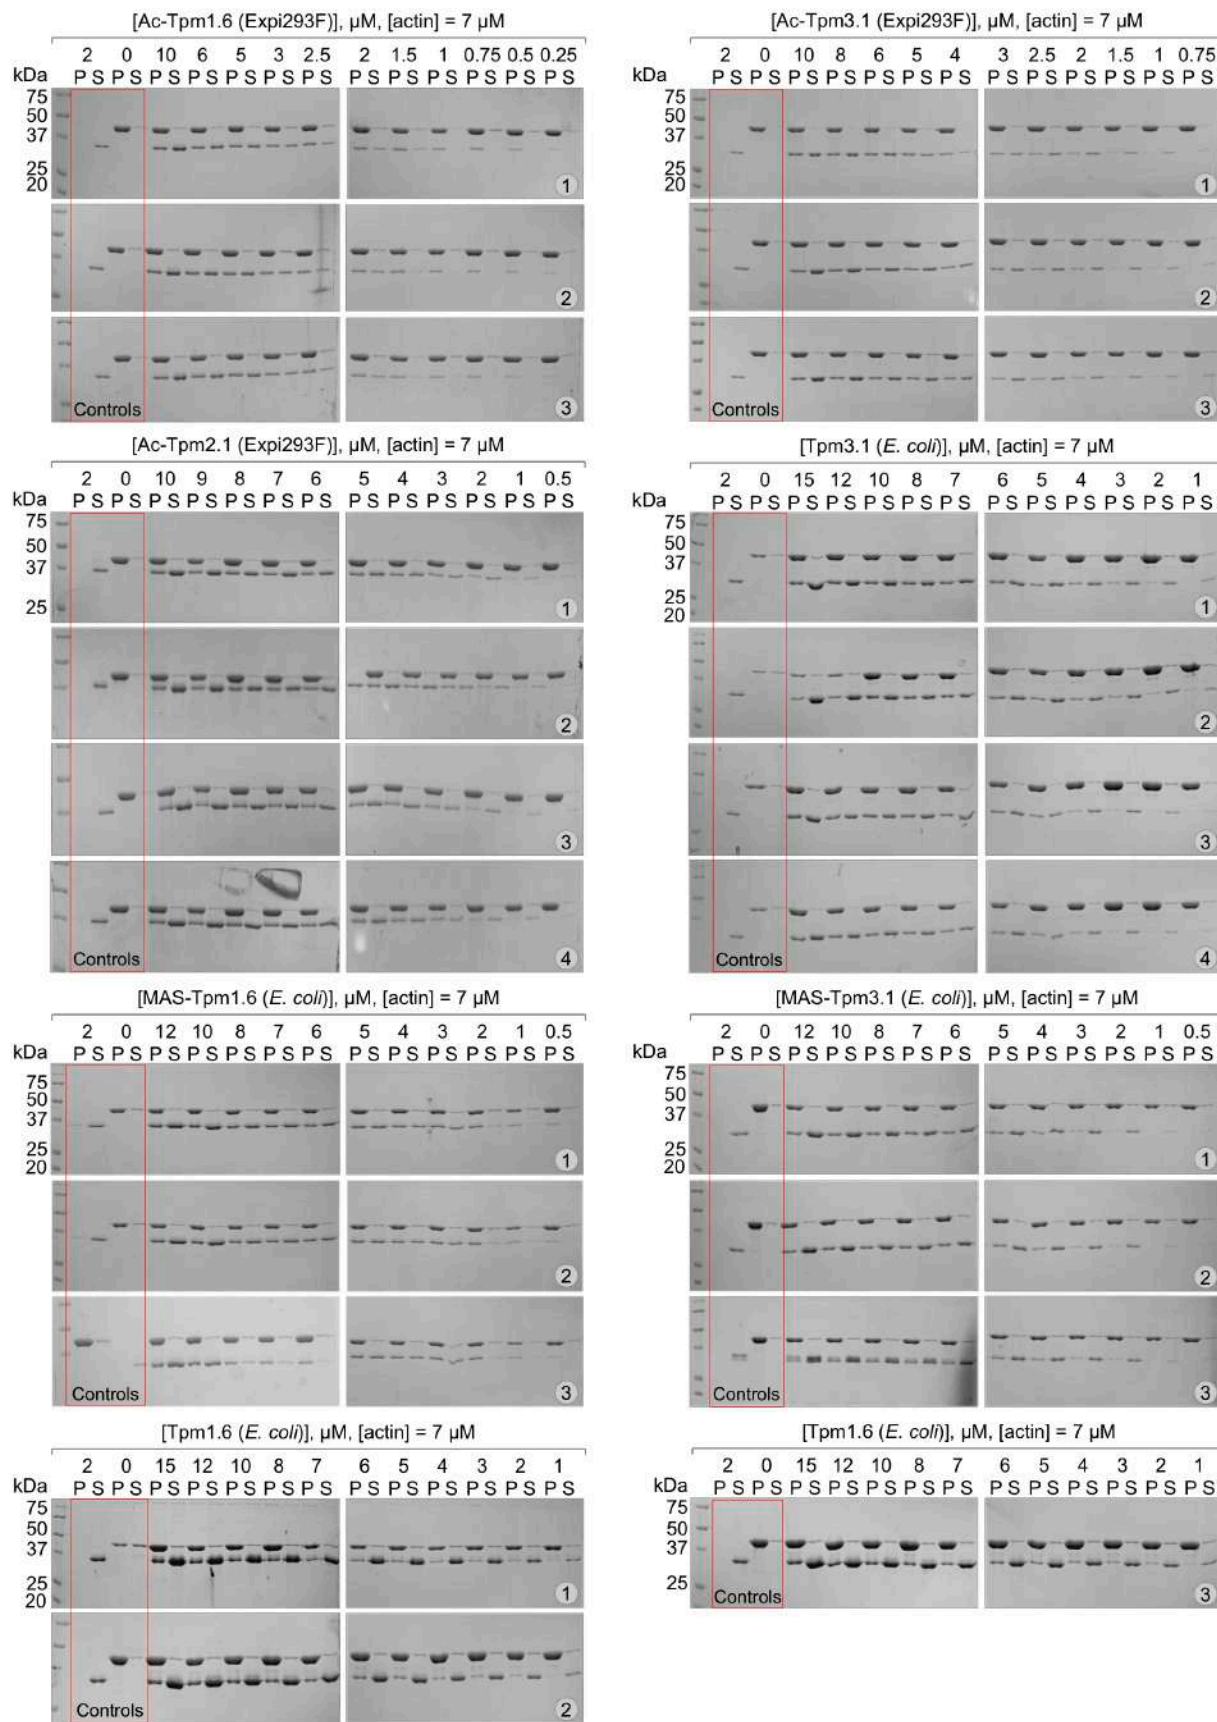 [Ac-Tpm1.6 (Expi293F)], µM, [actin] = 7 µM
2 0 10 6 5 3 2.5 2 1.5 1 0.75 0.5 0.25
kDa
P S P S P S P S P S P S P S P S P S P S P S P S P S
75
50
37
25
20
1
2
3
Controls
[Ac-Tpm3.1 (Expi293F)], µM, [actin] = 7 µM
2 0 10 8 6 5 4 3 2.5 2 1.5 1 0.75
kDa
P S P S P S P S P S P S P S P S P S P S P S P S P S
75
50
37
25
20
1
2
3
Controls
[Ac-Tpm2.1 (Expi293F)], µM, [actin] = 7 µM
2 0 10 9 8 7 6 5 4 3 2 1 0.5
kDa
P S P S P S P S P S P S P S P S P S P S P S P S P S
75
50
37
25
1
2
3
4
Controls
[Tpm3.1 (E. coli)], µM, [actin] = 7 µM
2 0 15 12 10 8 7 6 5 4 3 2 1
kDa
P S P S P S P S P S P S P S P S P S P S P S P S P S
75
50
37
25
20
1
2
3
4
Controls
[MAS-Tpm1.6 (E. coli)], µM, [actin] = 7 µM
2 0 12 10 8 7 6 5 4 3 2 1 0.5
kDa
P S P S P S P S P S P S P S P S P S P S P S P S P S
75
50
37
25
20
1
2
3
Controls
[MAS-Tpm3.1 (E. coli)], µM, [actin] = 7 µM
2 0 12 10 8 7 6 5 4 3 2 1 0.5
kDa
P S P S P S P S P S P S P S P S P S P S P S P S P S
75
50
37
25
20
1
2
3
Controls
[Tpm1.6 (E. coli)], µM, [actin] = 7 µM
2 0 15 12 10 8 7 6 5 4 3 2 1
kDa
P S P S P S P S P S P S P S P S P S P S P S P S P S
75
50
37
25
20
1
2
Controls
[Tpm1.6 (E. coli)], µM, [actin] = 7 µM
2 0 15 12 10 8 7 6 5 4 3 2 1
kDa
P S P S P S P S P S P S P S P S P S P S P S P S P S
75
50
37
25
3
Controls